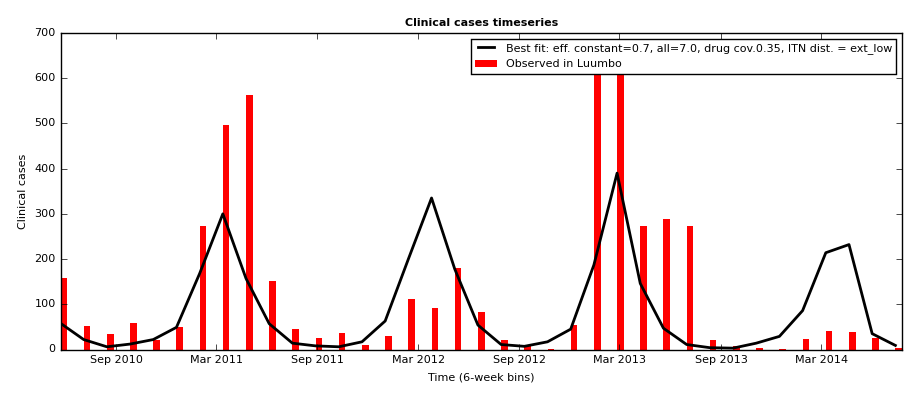 Clinical cases timeseries
700
600
500
400
300
200
100
0
Clinical cases
Best fit: eff. constant=0.7, all=7.0, drug cov.0.35, ITN dist. = ext_low
Observed in Luumbo
Sep 2010 Mar 2011 Sep 2011 Mar 2012 Sep 2012 Mar 2013 Sep 2013 Mar 2014
Time (6-week bins)